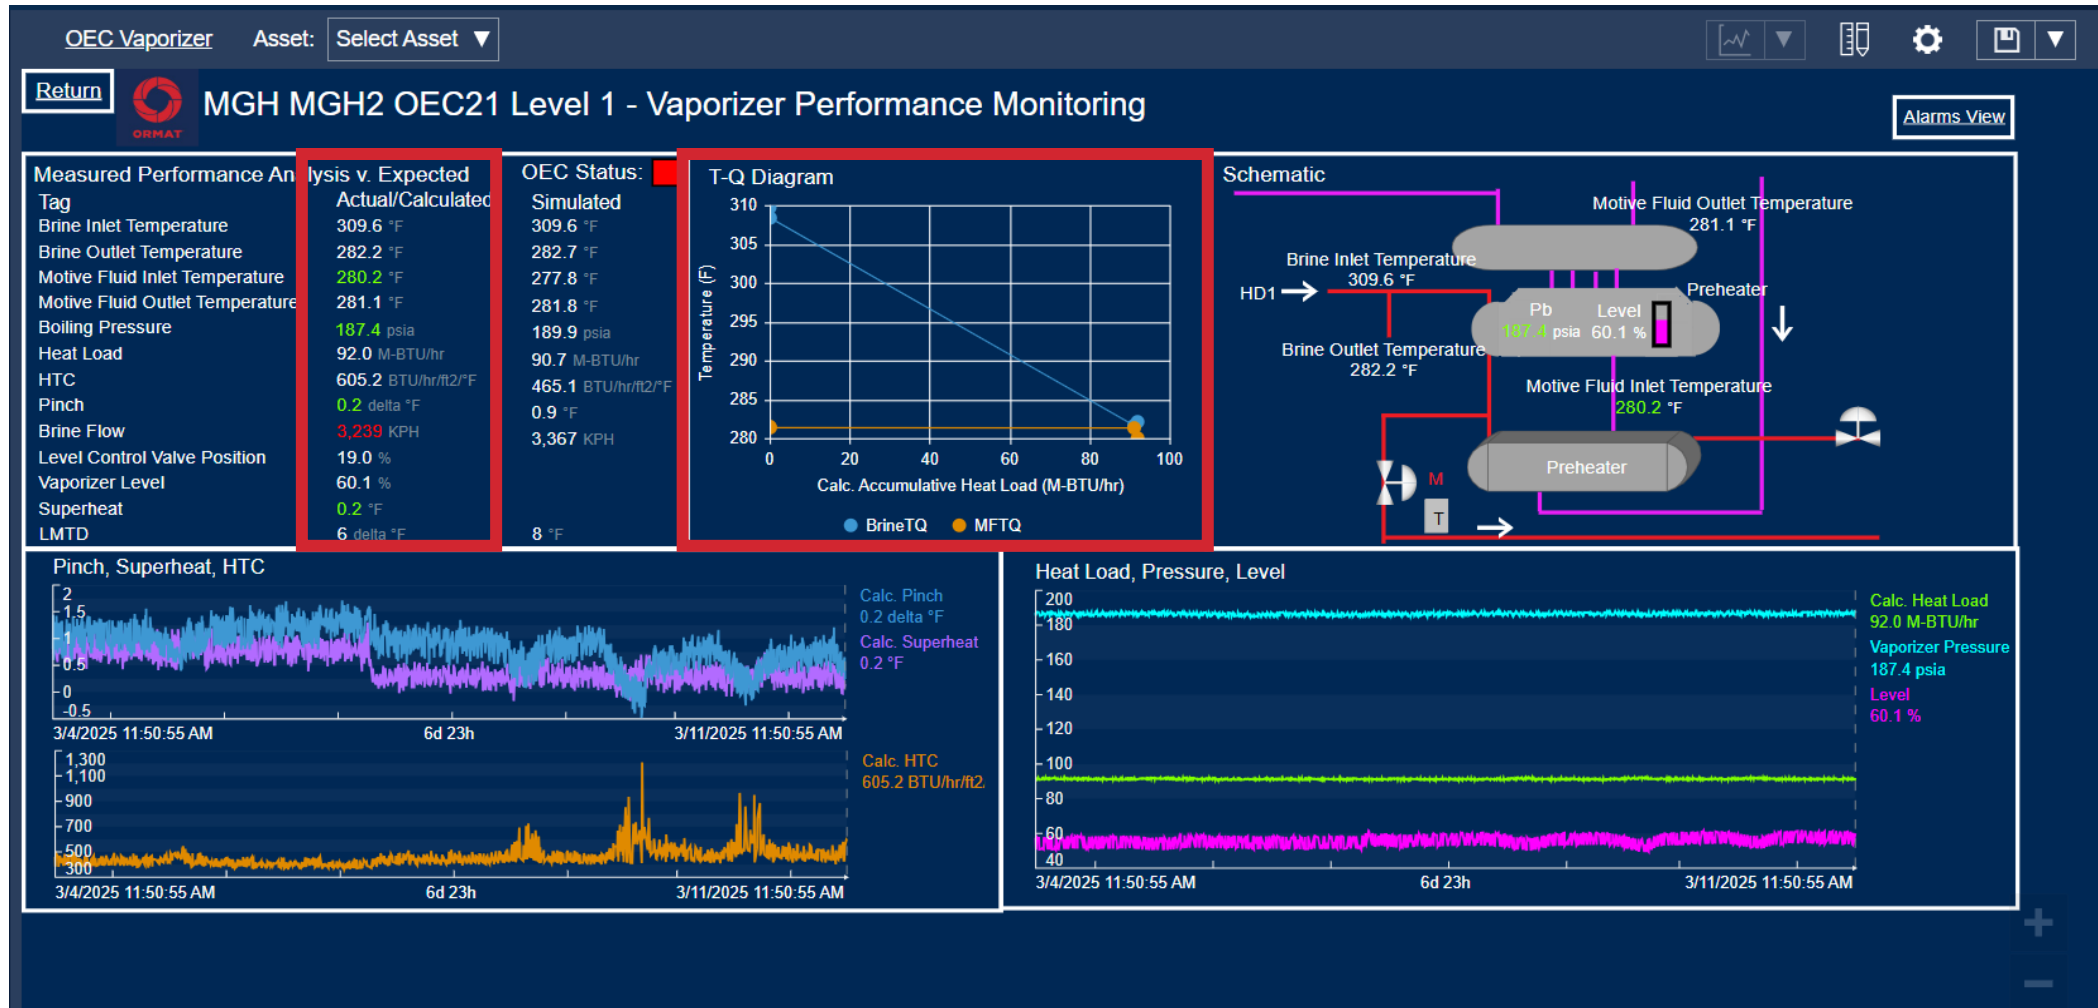 OEC Vaporizer Asset: Select Asset ▼
Return
ORMAT
MGH MGH2 OEC21 Level 1 - Vaporizer Performance Monitoring
Alarms View
Measured Performance Analysis v. Expected
OEC Status:
Tag Actual/Calculated Simulated
Brine Inlet Temperature 309.6 °F 309.6 °F
Brine Outlet Temperature 282.2 °F 282.7 °F
Motive Fluid Inlet Temperature 280.2 °F 277.8 °F
Motive Fluid Outlet Temperature 281.1 °F 281.8 °F
Boiling Pressure 187.4 psia 189.9 psia
Heat Load 92.0 M-BTU/hr 90.7 M-BTU/hr
HTC 605.2 BTU/hr/ft2/°F 465.1 BTU/hr/ft2/°F
Pinch 0.2 delta °F 0.9 °F
Brine Flow 3,239 KPH 3,367 KPH
Level Control Valve Position 19.0 %
Vaporizer Level 60.1 %
Superheat 0.2 °F
LMTD 6 delta °F 8 °F
T-Q Diagram
Temperature (F)
310
305
300
295
290
285
280
0 20 40 60 80 100
Calc. Accumulative Heat Load (M-BTU/hr)
BrineTQ MFTQ
Schematic
Motive Fluid Outlet Temperature
281.1 °F
Brine Inlet Temperature
309.6 °F
HD1
Preheater
Pb Level
187.4 psia 60.1 %
Brine Outlet Temperature
282.2 °F
Motive Fluid Inlet Temperature
280.2 °F
Preheater
M
T
Pinch, Superheat, HTC
2
1.5
1
0.5
0
-0.5
3/4/2025 11:50:55 AM 6d 23h 3/11/2025 11:50:55 AM
Calc. Pinch
0.2 delta °F
Calc. Superheat
0.2 °F
1,300
1,100
900
700
500
300
3/4/2025 11:50:55 AM 6d 23h 3/11/2025 11:50:55 AM
Calc. HTC
605.2 BTU/hr/ft2/
Heat Load, Pressure, Level
200
180
160
140
120
100
80
60
40
3/4/2025 11:50:55 AM 6d 23h 3/11/2025 11:50:55 AM
Calc. Heat Load
92.0 M-BTU/hr
Vaporizer Pressure
187.4 psia
Level
60.1 %